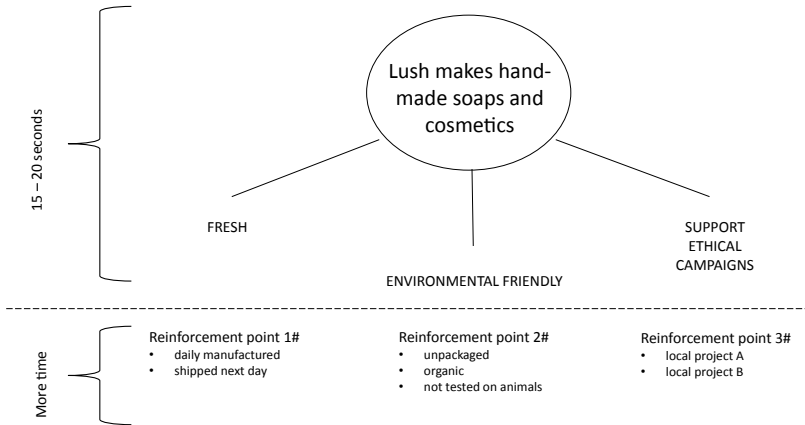 Lush makes hand-
made soaps and
cosmetics
15 – 20 seconds
FRESH
ENVIRONMENTAL FRIENDLY
SUPPORT
ETHICAL
CAMPAIGNS
More time
Reinforcement point 1#
• daily manufactured
• shipped next day
Reinforcement point 2#
• unpackaged
• organic
• not tested on animals
Reinforcement point 3#
• local project A
• local project B